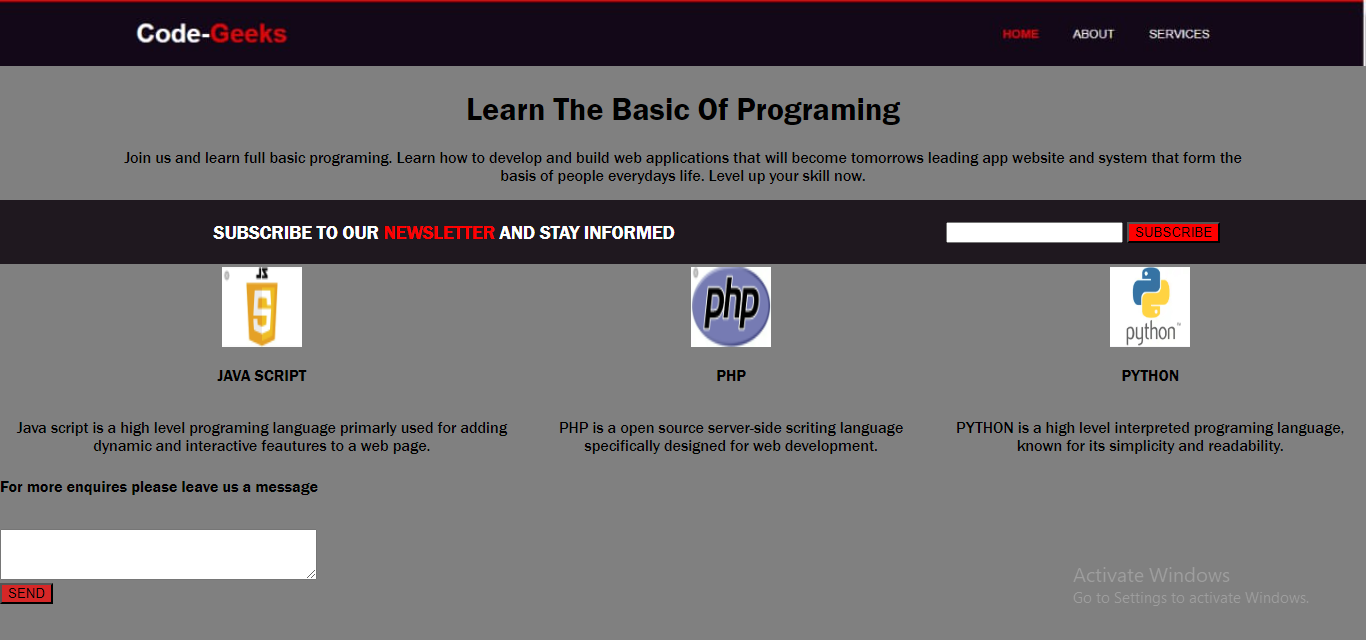 Code-Geeks HOME ABOUT SERVICES
Learn The Basic Of Programing
Join us and learn full basic programing. Learn how to develop and build web applications that will become tomorrows leading app website and system that form the
basis of people everydays life. Level up your skill now.
SUBSCRIBE TO OUR NEWSLETTER AND STAY INFORMED SUBSCRIBE
php
python™
JAVA SCRIPT PHP PYTHON
Java script is a high level programing language primarly used for adding
dynamic and interactive feautures to a web page.
PHP is a open source server-side scriting language
specifically designed for web development.
PYTHON is a high level interpreted programing language,
known for its simplicity and readability.
For more enquires please leave us a message
SEND
Activate Windows
Go to Settings to activate Windows.